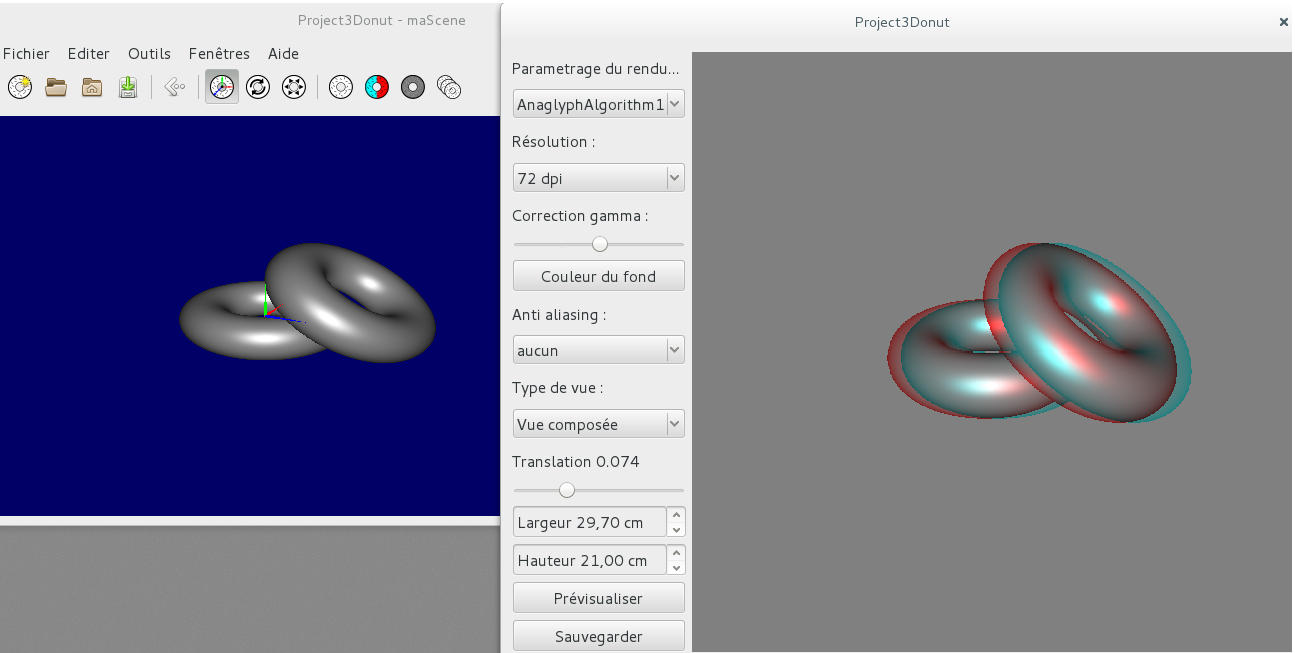 Project3Donut - maScene
Fichier Editer Outils Fenêtres Aide
Project3Donut
Parametrage du rendu...
AnaglyphAlgorithm1
Résolution :
72 dpi
Correction gamma :
Couleur du fond
Anti aliasing :
aucun
Type de vue :
Vue composée
Translation 0.074
Largeur 29,70 cm
Hauteur 21,00 cm
Prévisualiser
Sauvegarder